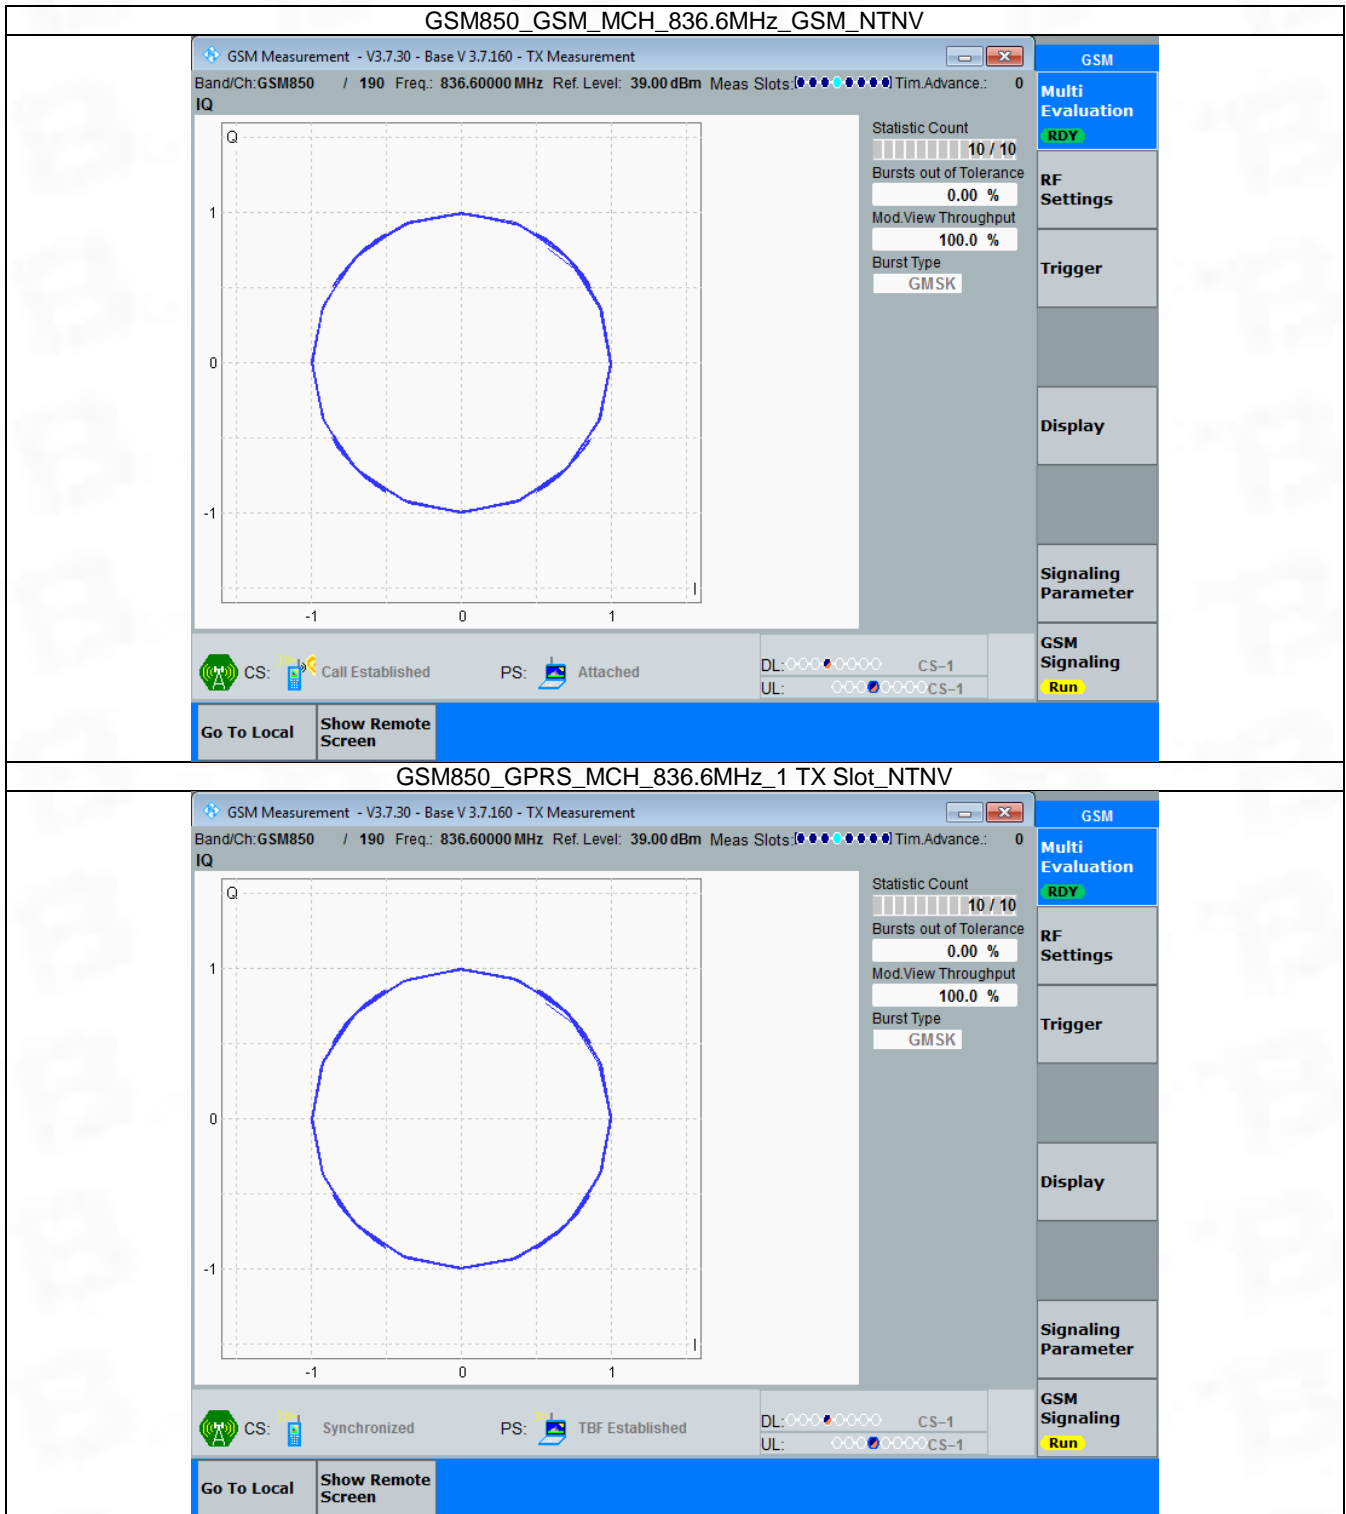 GSM850_GSM_MCH_836.6MHz_GSM_NTNV
GSM Measurement - V3.7.30 - Base V 3.7.160 - TX Measurement
GSM
Band/Ch: GSM850 / 190 Freq.: 836.60000 MHz Ref. Level: 39.00 dBm Meas Slots: Tim.Advance.: 0
IQ
Multi
Evaluation
RDY
Q
Statistic Count
10 / 10
Bursts out of Tolerance
0.00 %
Mod.View Throughput
100.0 %
Burst Type
GMSK
RF
Settings
Trigger
1
0
-1
Display
I
-1 0 1
Signaling
Parameter
GSM
Signaling
Run
CS: Call Established PS: Attached
DL: CS-1
UL: CS-1
Go To Local
Show Remote
Screen
GSM850_GPRS_MCH_836.6MHz_1 TX Slot_NTNV
GSM Measurement - V3.7.30 - Base V 3.7.160 - TX Measurement
GSM
Band/Ch: GSM850 / 190 Freq.: 836.60000 MHz Ref. Level: 39.00 dBm Meas Slots: Tim.Advance.: 0
IQ
Multi
Evaluation
RDY
Q
Statistic Count
10 / 10
Bursts out of Tolerance
0.00 %
Mod.View Throughput
100.0 %
Burst Type
GMSK
RF
Settings
Trigger
1
0
-1
Display
I
-1 0 1
Signaling
Parameter
GSM
Signaling
Run
CS: Synchronized PS: TBF Established
DL: CS-1
UL: CS-1
Go To Local
Show Remote
Screen